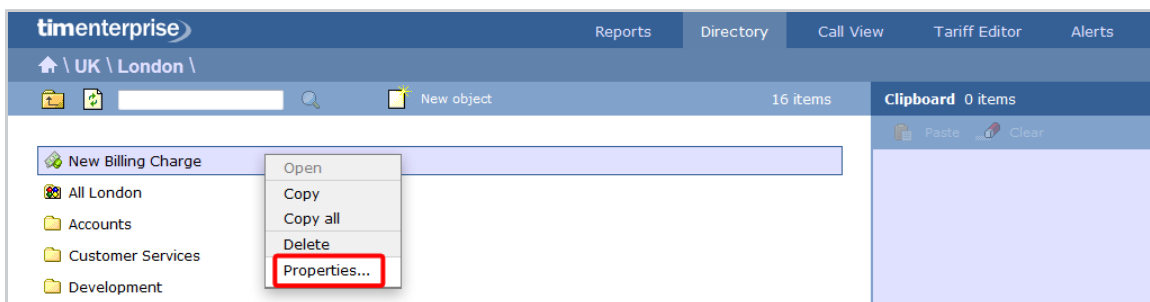 timenterprise Reports Directory Call View Tariff Editor Alerts
\ UK \ London \
New object 16 items Clipboard 0 items
Paste Clear
New Billing Charge
Open
All London
Copy
Accounts
Copy all
Customer Services
Delete
Properties...
Development